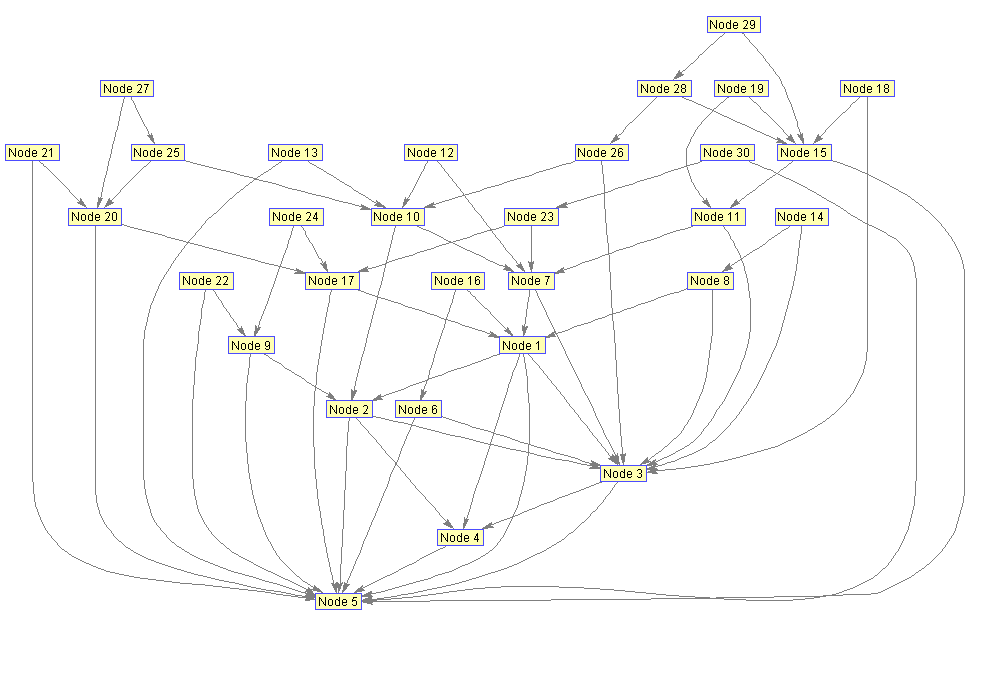 Node 29
Node 27
Node 28
Node 19
Node 18
Node 21
Node 25
Node 13
Node 12
Node 26
Node 30
Node 15
Node 20
Node 24
Node 10
Node 23
Node 11
Node 14
Node 22
Node 17
Node 16
Node 7
Node 8
Node 9
Node 1
Node 2
Node 6
Node 3
Node 4
Node 5